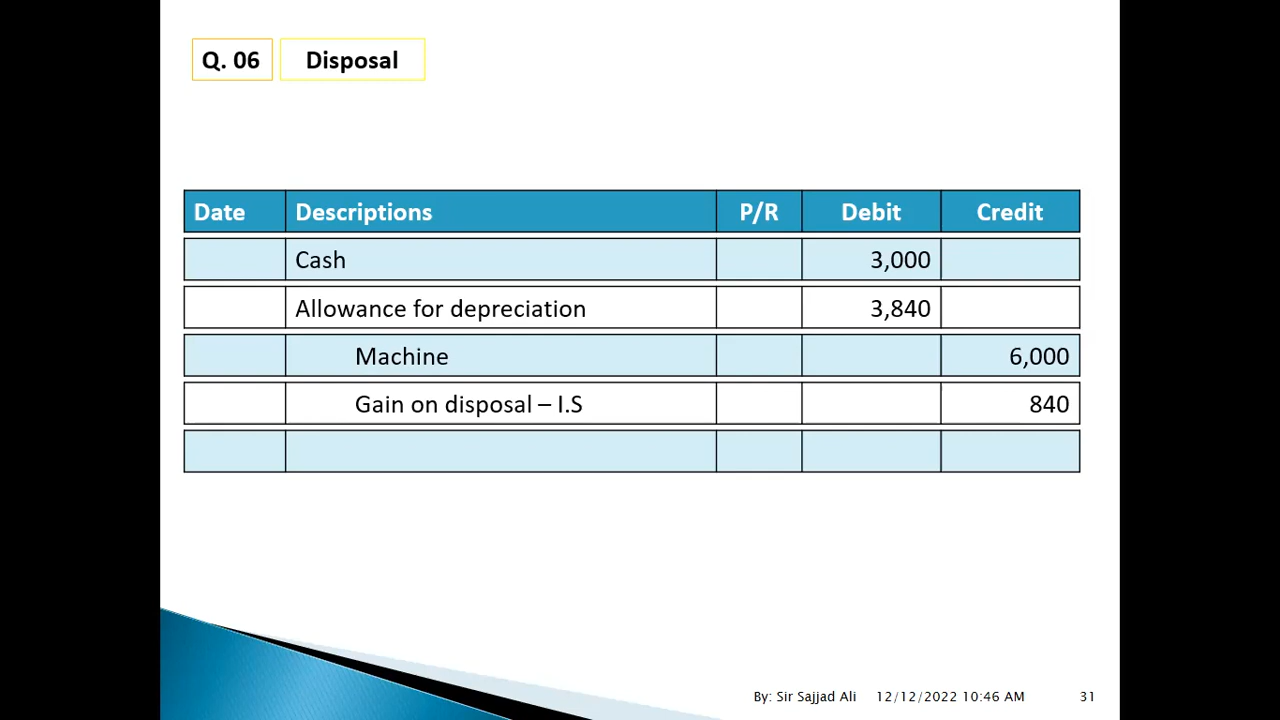 Q. 06 Disposal
Date Descriptions P/R Debit Credit
Cash 3,000
Allowance for depreciation 3,840
Machine 6,000
Gain on disposal – I.S 840
By: Sir Sajjad Ali 12/12/2022 10:46 AM 31